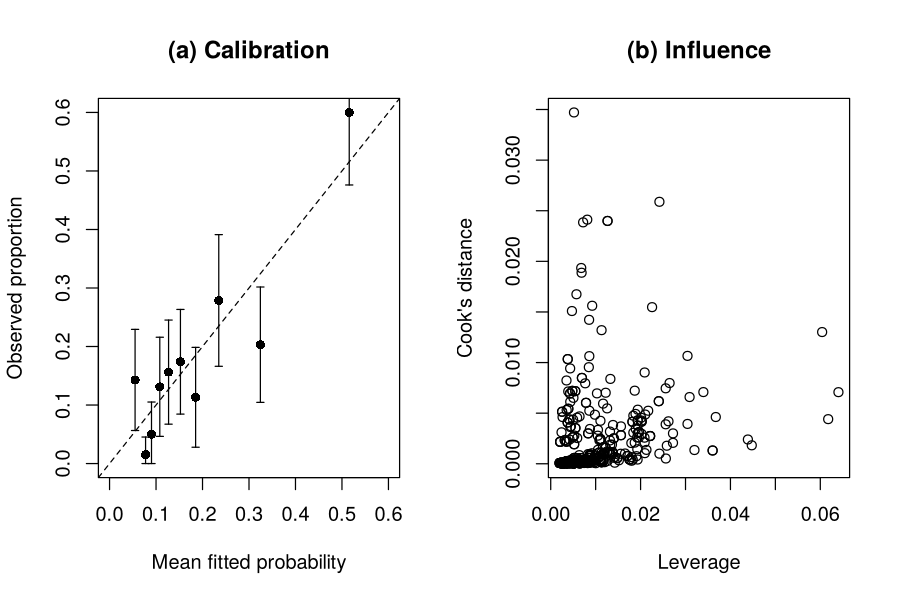 (a) Calibration
Observed proportion
0.0 0.1 0.2 0.3 0.4 0.5 0.6
0.0 0.1 0.2 0.3 0.4 0.5 0.6
Mean fitted probability
(b) Influence
Cook's distance
0.000 0.010 0.020 0.030
0.00 0.02 0.04 0.06
Leverage